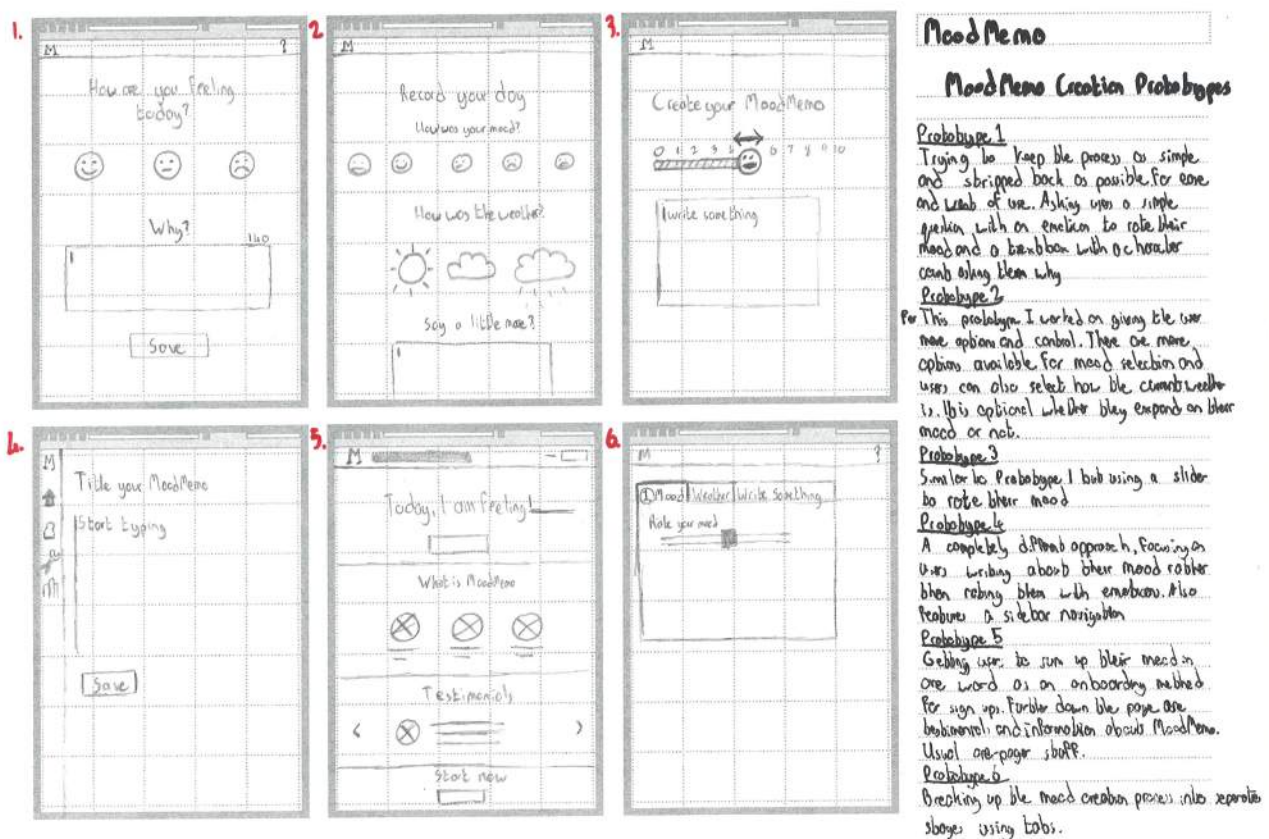 1.
M
?
How are you feeling
today?
Why?
140
Save
2
M
Record your day
How was your mood?
How was the weather?
Say a little more?
3.
M
Create your MoodMemo
0 1 2 3 4 6 7 8 9 10
write something
4.
M
Title your MoodMemo
Start typing
Save
5.
M
Today, I am feeling!
What is MoodMemo
Testimonials
<
>
Start now
6.
M
?
1 Mood Weather Write Something
Rate your mood
MoodMemo
MoodMemo Creation Prototypes
Prototype 1
Trying to keep the process as simple
and stripped back as possible for ease
and of use. Asking users a simple
question with an emoticon to rate their
mood and a textbox with a character
count asking them why
Prototype 2
For This prototype I worked on giving the user
more options and control. There are more
options available for mood selection and
users can also select how the current weather
is. It is optional whether they expand on their
mood or not.
Prototype 3
Similar to Prototype 1 but using a slider
to rate their mood
Prototype 4
A completely different approach, focusing on
users writing about their mood rather
then rating them with emoticons. Also
features a sidebar navigation
Prototype 5
Getting users to sum up their mood in
one word as an onboarding method
for sign ups. Further down the page are
testimonials and information about MoodMemo.
Usual one-pager stuff.
Prototype 6
Breaking up the mood creation process into separate
stages using tabs.